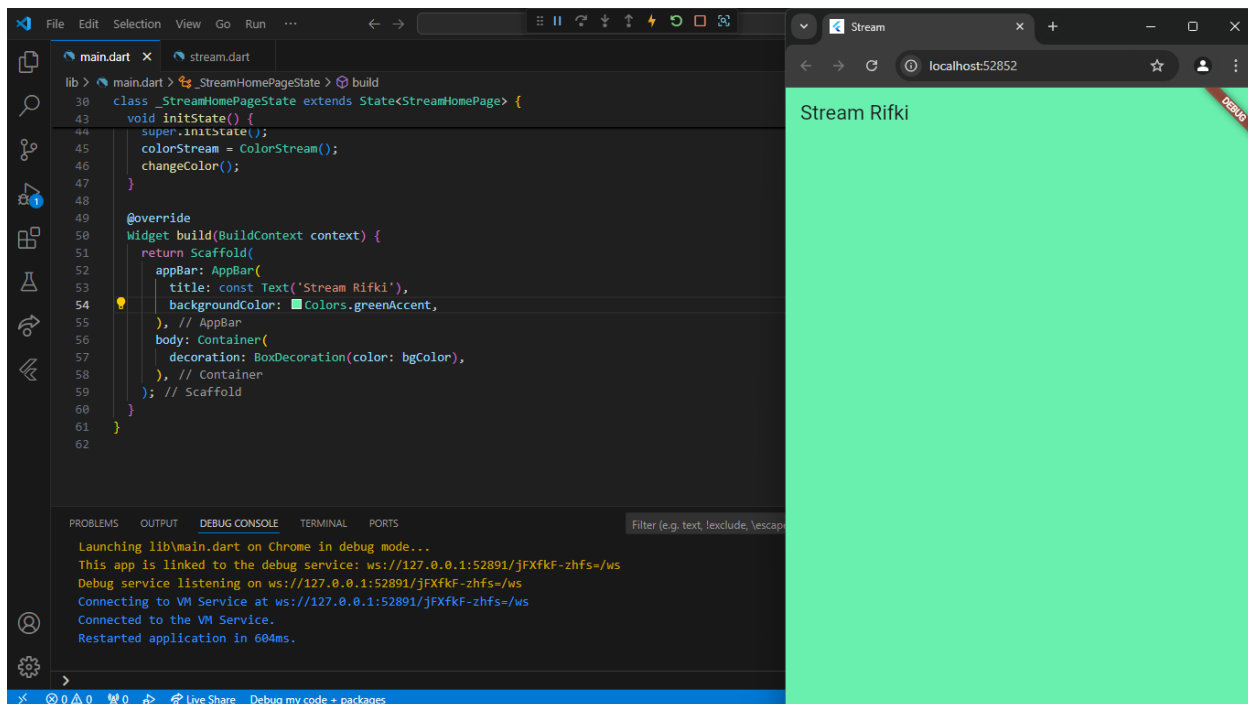 File Edit Selection View Go Run ···
main.dart
stream.dart
lib > main.dart > _StreamHomePageState > build
30 class _StreamHomePageState extends State<StreamHomePage> {
43 void initState() {
44 super.initState();
45 colorStream = ColorStream();
46 changeColor();
47 }
48
49 @override
50 Widget build(BuildContext context) {
51 return Scaffold(
52 appBar: AppBar(
53 title: const Text('Stream Rifki'),
54 backgroundColor: Colors.greenAccent,
55 ), // AppBar
56 body: Container(
57 decoration: BoxDecoration(color: bgColor),
58 ), // Container
59 ); // Scaffold
60 }
61 }
62
1
PROBLEMS OUTPUT DEBUG CONSOLE TERMINAL PORTS
Filter (e.g. text, !exclude, \escap
Launching lib\main.dart on Chrome in debug mode...
This app is linked to the debug service: ws://127.0.0.1:52891/jFXfkF-zhfs=/ws
Debug service listening on ws://127.0.0.1:52891/jFXfkF-zhfs=/ws
Connecting to VM Service at ws://127.0.0.1:52891/jFXfkF-zhfs=/ws
Connected to the VM Service.
Restarted application in 604ms.
>
0 0 0 Live Share Debug my code + packages
Stream
localhost:52852
Stream Rifki
DEBUG